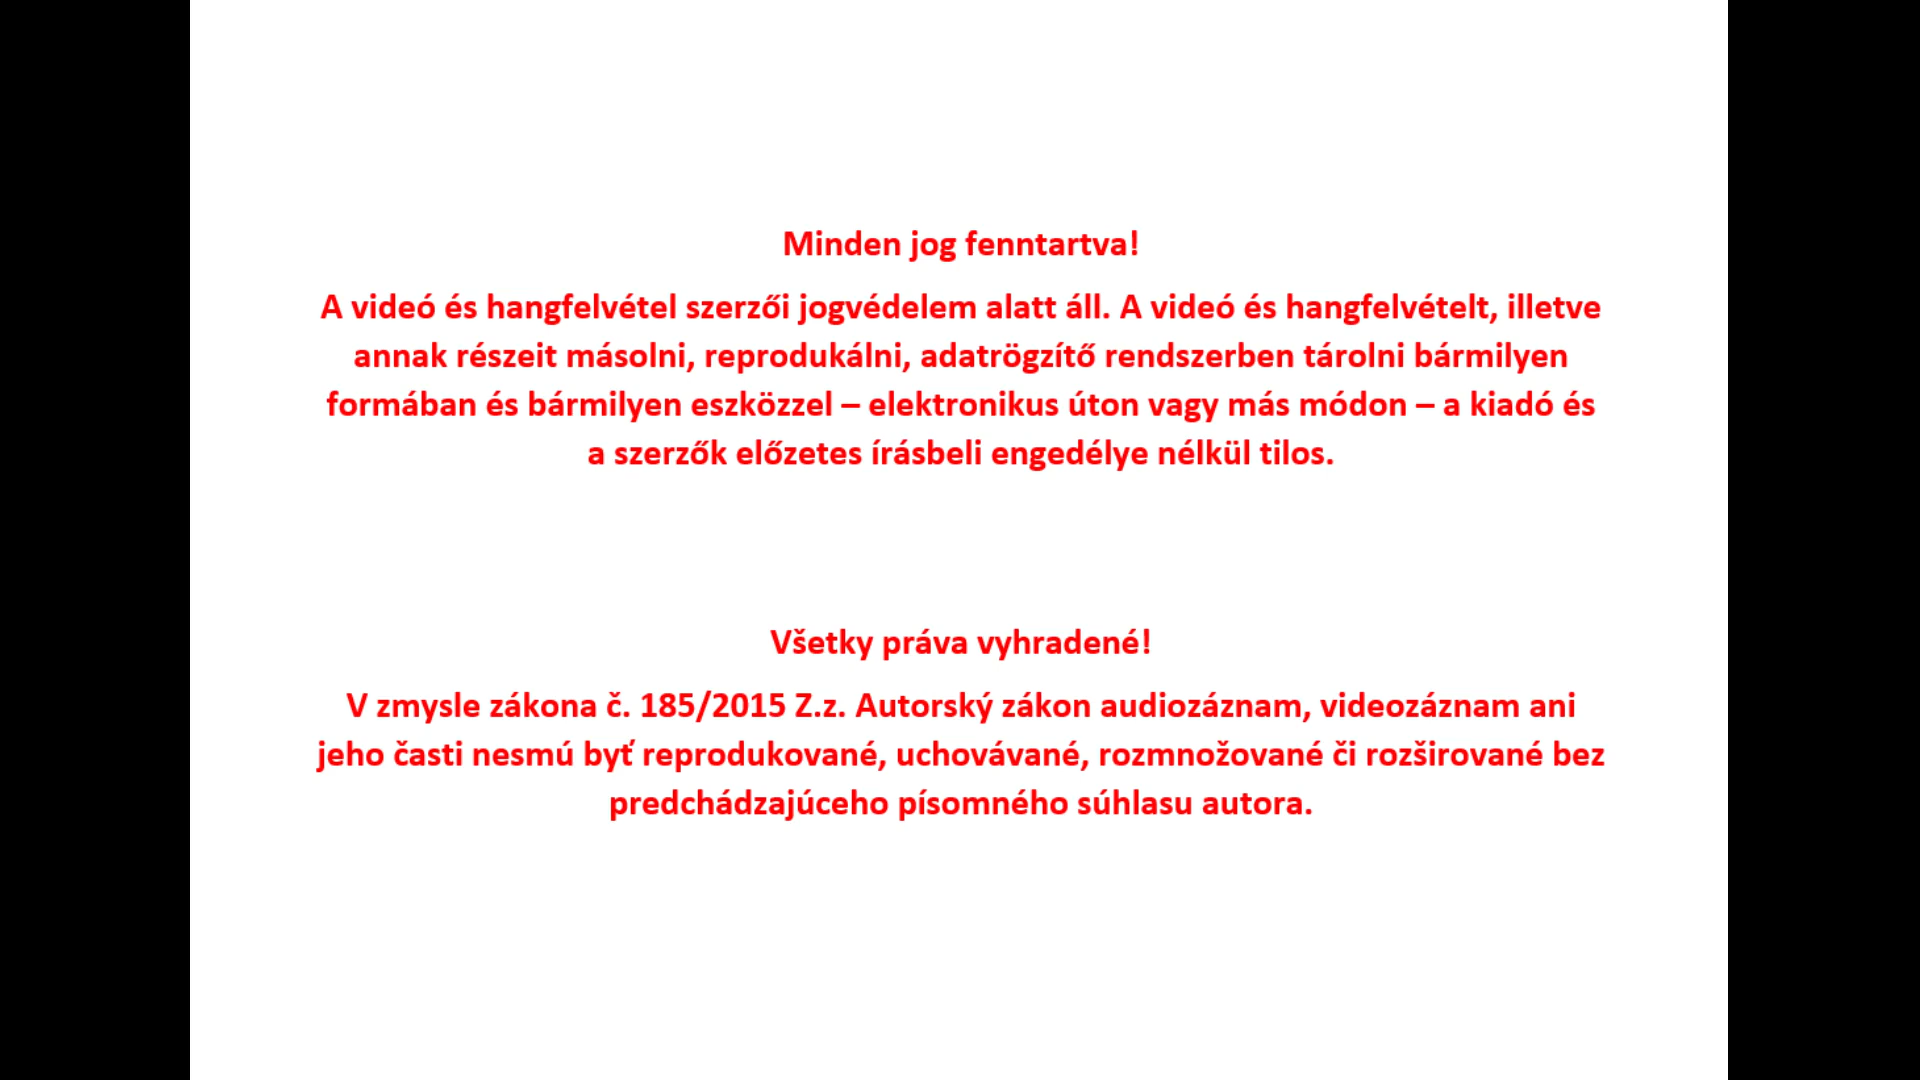 Minden jog fenntartva!
A videó és hangfelvétel szerzői jogvédelem alatt áll. A videó és hangfelvételt, illetve
annak részeit másolni, reprodukálni, adatrögzítő rendszerben tárolni bármilyen
formában és bármilyen eszközzel – elektronikus úton vagy más módon – a kiadó és
a szerzők előzetes írásbeli engedélye nélkül tilos.
Všetky práva vyhradené!
V zmysle zákona č. 185/2015 Z.z. Autorský zákon audiozáznam, videozáznam ani
jeho časti nesmú byť reprodukované, uchovávané, rozmnožované či rozširované bez
predchádzajúceho písomného súhlasu autora.